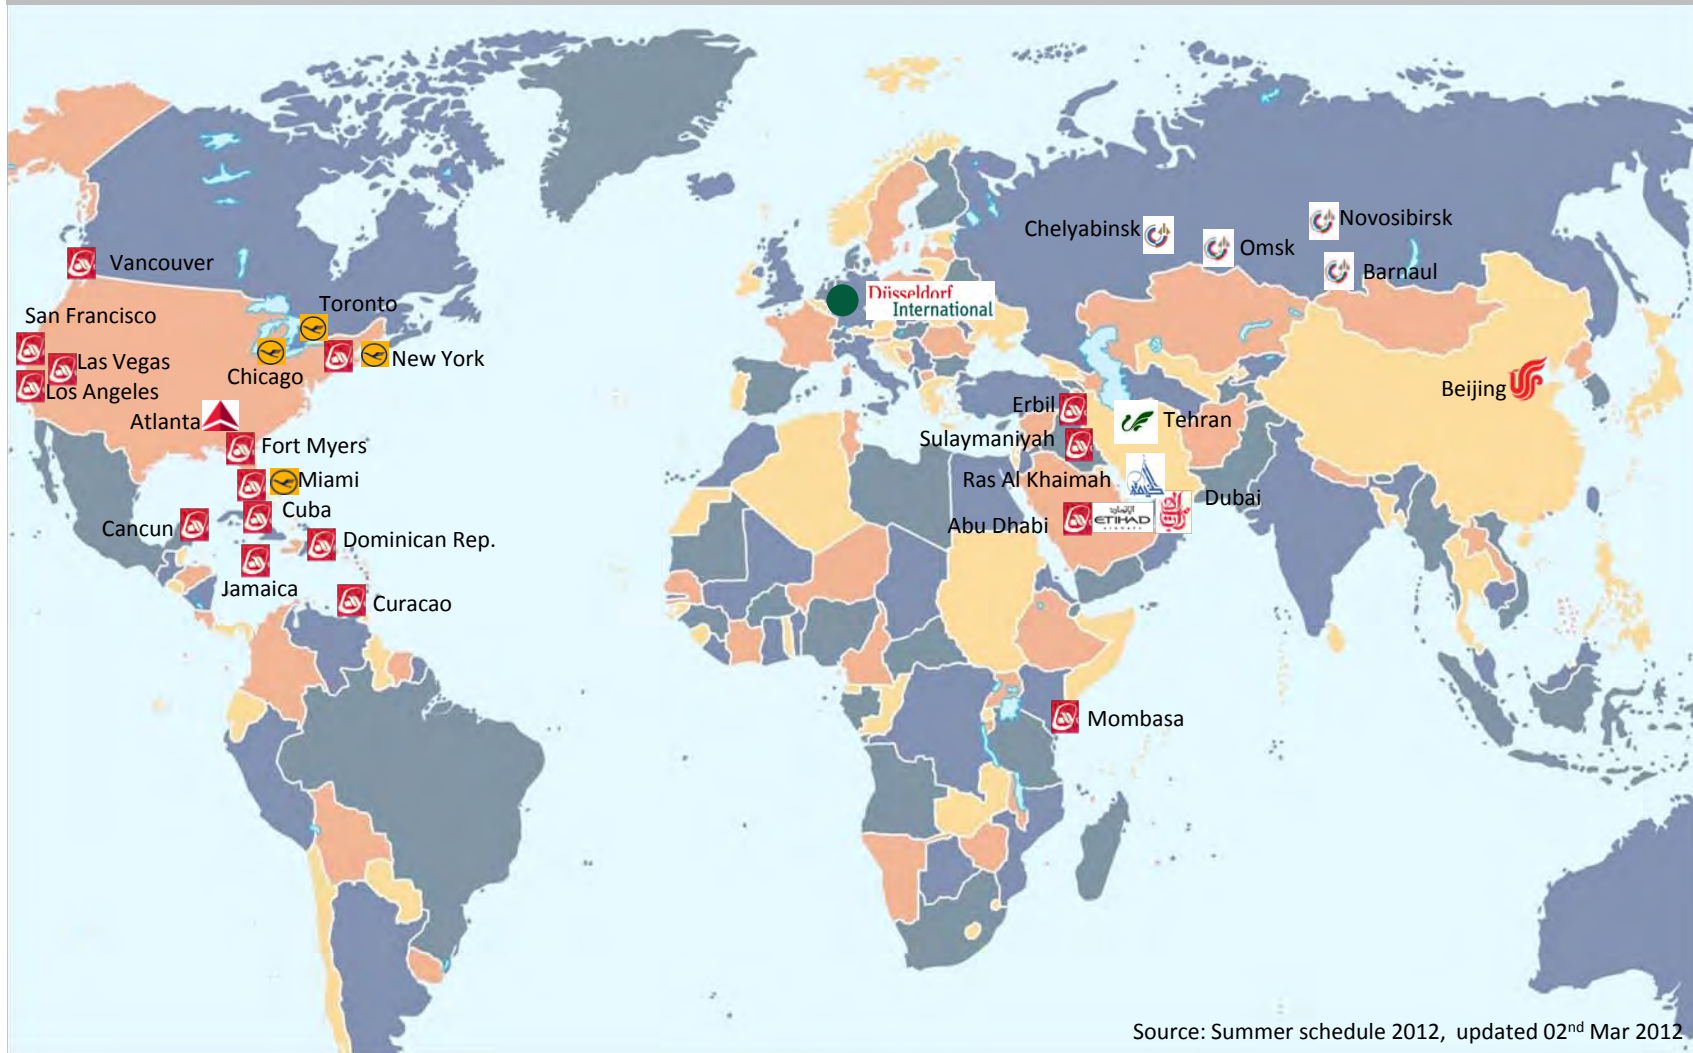 Chelyabinsk
Novosibirsk
Omsk
Barnaul
Vancouver
Düsseldorf
International
Toronto
San Francisco
Las Vegas
New York
Chicago
Los Angeles
Beijing
Atlanta
Erbil
Tehran
Fort Myers
Sulaymaniyah
Miami
Ras Al Khaimah
Dubai
Cuba
Cancun
Abu Dhabi
ETIHAD
Dominican Rep.
Jamaica
Curacao
Mombasa
Source: Summer schedule 2012, updated 02nd Mar 2012